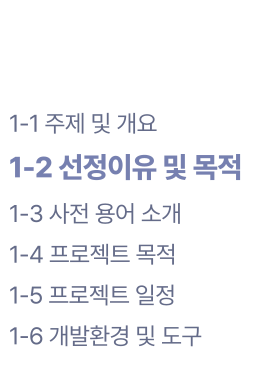 1-1 주제 및 개요
1-2 선정이유 및 목적
1-3 사전 용어 소개
1-4 프로젝트 목적
1-5 프로젝트 일정
1-6 개발환경 및 도구